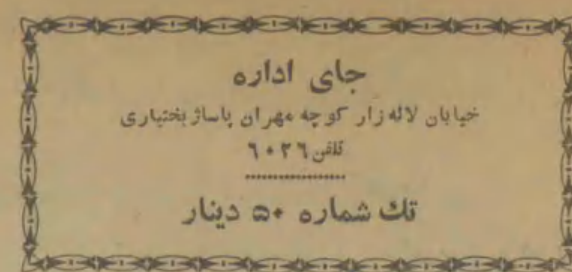 جای اداره
خیابان لاله زار کوچه مهران پاساژ بختیاری
تلفن ۶۰۲۶
تك شماره ۵۰ دینار